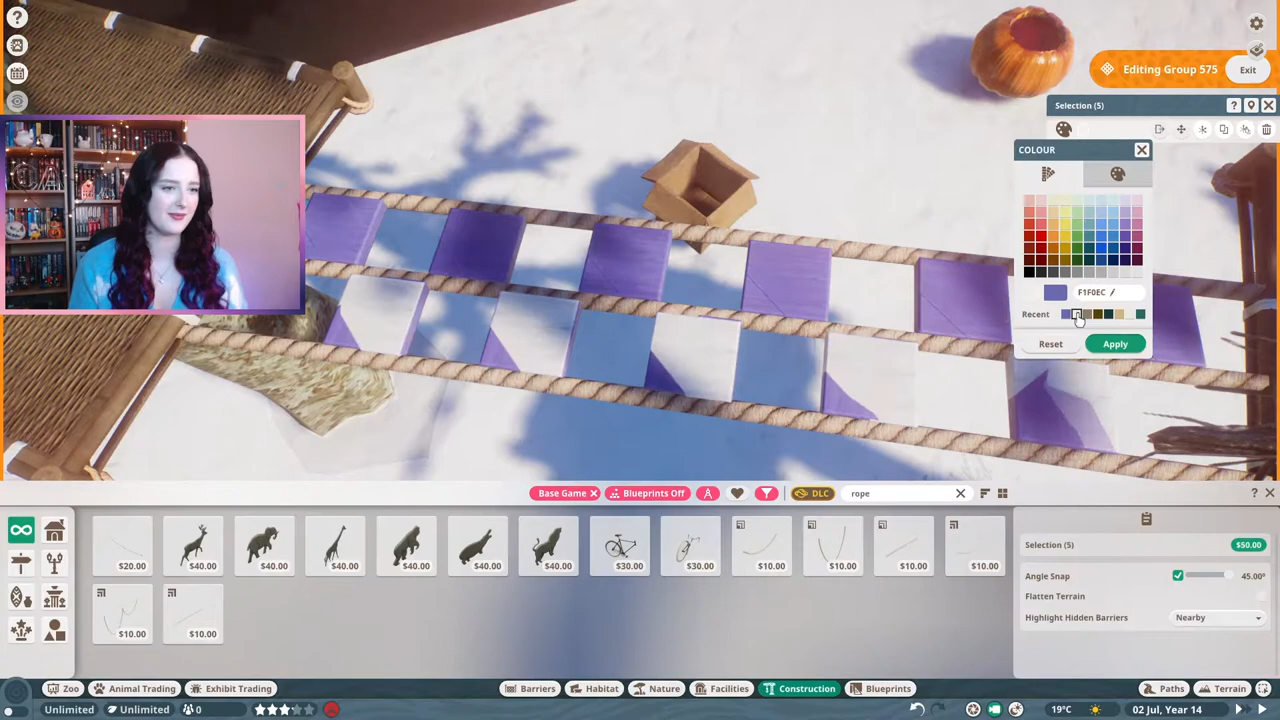 ?
Editing Group 575
Exit
Selection (5)
?
COLOUR
F1F0EC /
Recent
Reset
Apply
Base Game
Blueprints Off
DLC
rope
?
$20.00
$40.00
$40.00
$40.00
$40.00
$40.00
$40.00
$30.00
$30.00
$10.00
$10.00
$10.00
$10.00
$10.00
$10.00
Selection (5)
$50.00
Angle Snap
45.00°
Flatten Terrain
Highlight Hidden Barriers
Nearby
Zoo
Animal Trading
Exhibit Trading
Barriers
Habitat
Nature
Facilities
Construction
Blueprints
Paths
Terrain
Unlimited
Unlimited
0
19°C
02 Jul, Year 14